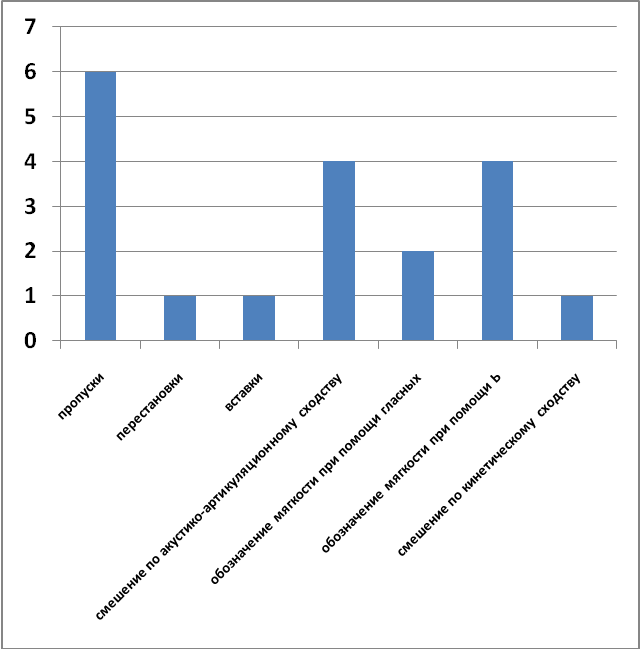 7
6
5
4
3
2
1
0
пропуски
перестановки
вставки
смешение по акустико-артикуляционному сходству
обозначение мягкости при помощи гласных
обозначение мягкости при помощи Ь
смешение по кинетическому сходству